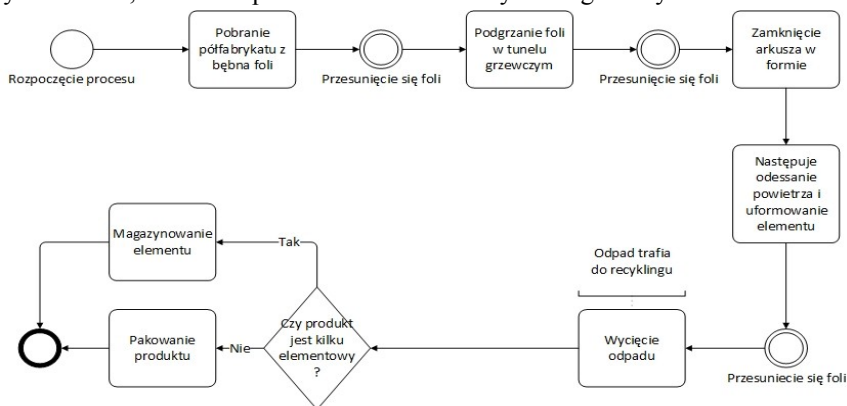 Rozpoczęcie procesu
Pobranie
półfabrykatu z
bębna foli
Przesunięcie się foli
Podgrzanie foli
w tunelu
grzewczym
Przesunięcie się foli
Zamknięcie
arkusza w
formie
Następuje
odessanie
powietrza i
uformowanie
elementu
Przesuniecie się foli
Odpad trafia
do recyklingu
Wycięcie
odpadu
Czy produkt
jest kilku
elementowy
?
Tak
Magazynowanie
elementu
Nie
Pakowanie
produktu